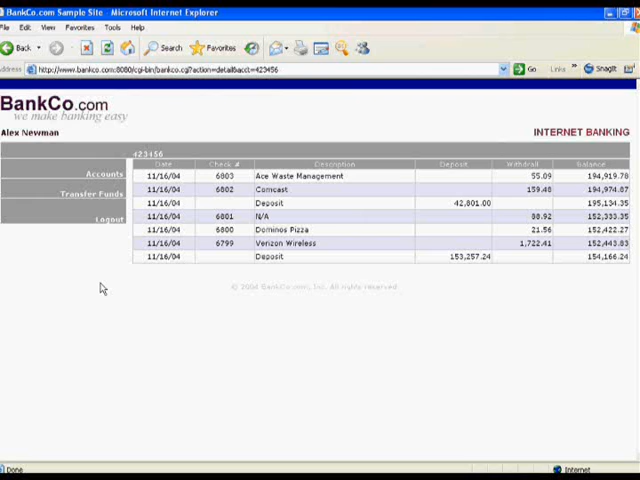 BankCo.com Sample Site - Microsoft Internet Explorer
File Edit View Favorites Tools Help
Back Search Favorites
Address http://www.bankco.com:8080/cgi-bin/bankco.cgi?action=detail&acct=423456 Go Links » SnagIt
BankCo.com
we make banking easy
Alex Newman INTERNET BANKING
423456
Date Check # Description Deposit Withdrall Balance
Accounts
Transfer Funds
Logout
11/16/04 6803 Ace Waste Management 55.09 194,919.78
11/16/04 6802 Comcast 159.48 194,974.87
11/16/04 Deposit 42,801.00 195,134.35
11/16/04 6801 N/A 88.92 152,333.35
11/16/04 6800 Dominos Pizza 21.56 152,422.27
11/16/04 6799 Verizon Wireless 1,722.41 152,443.83
11/16/04 Deposit 153,257.24 154,166.24
© 2004 BankCo.com, Inc. All rights reserved
Done Internet